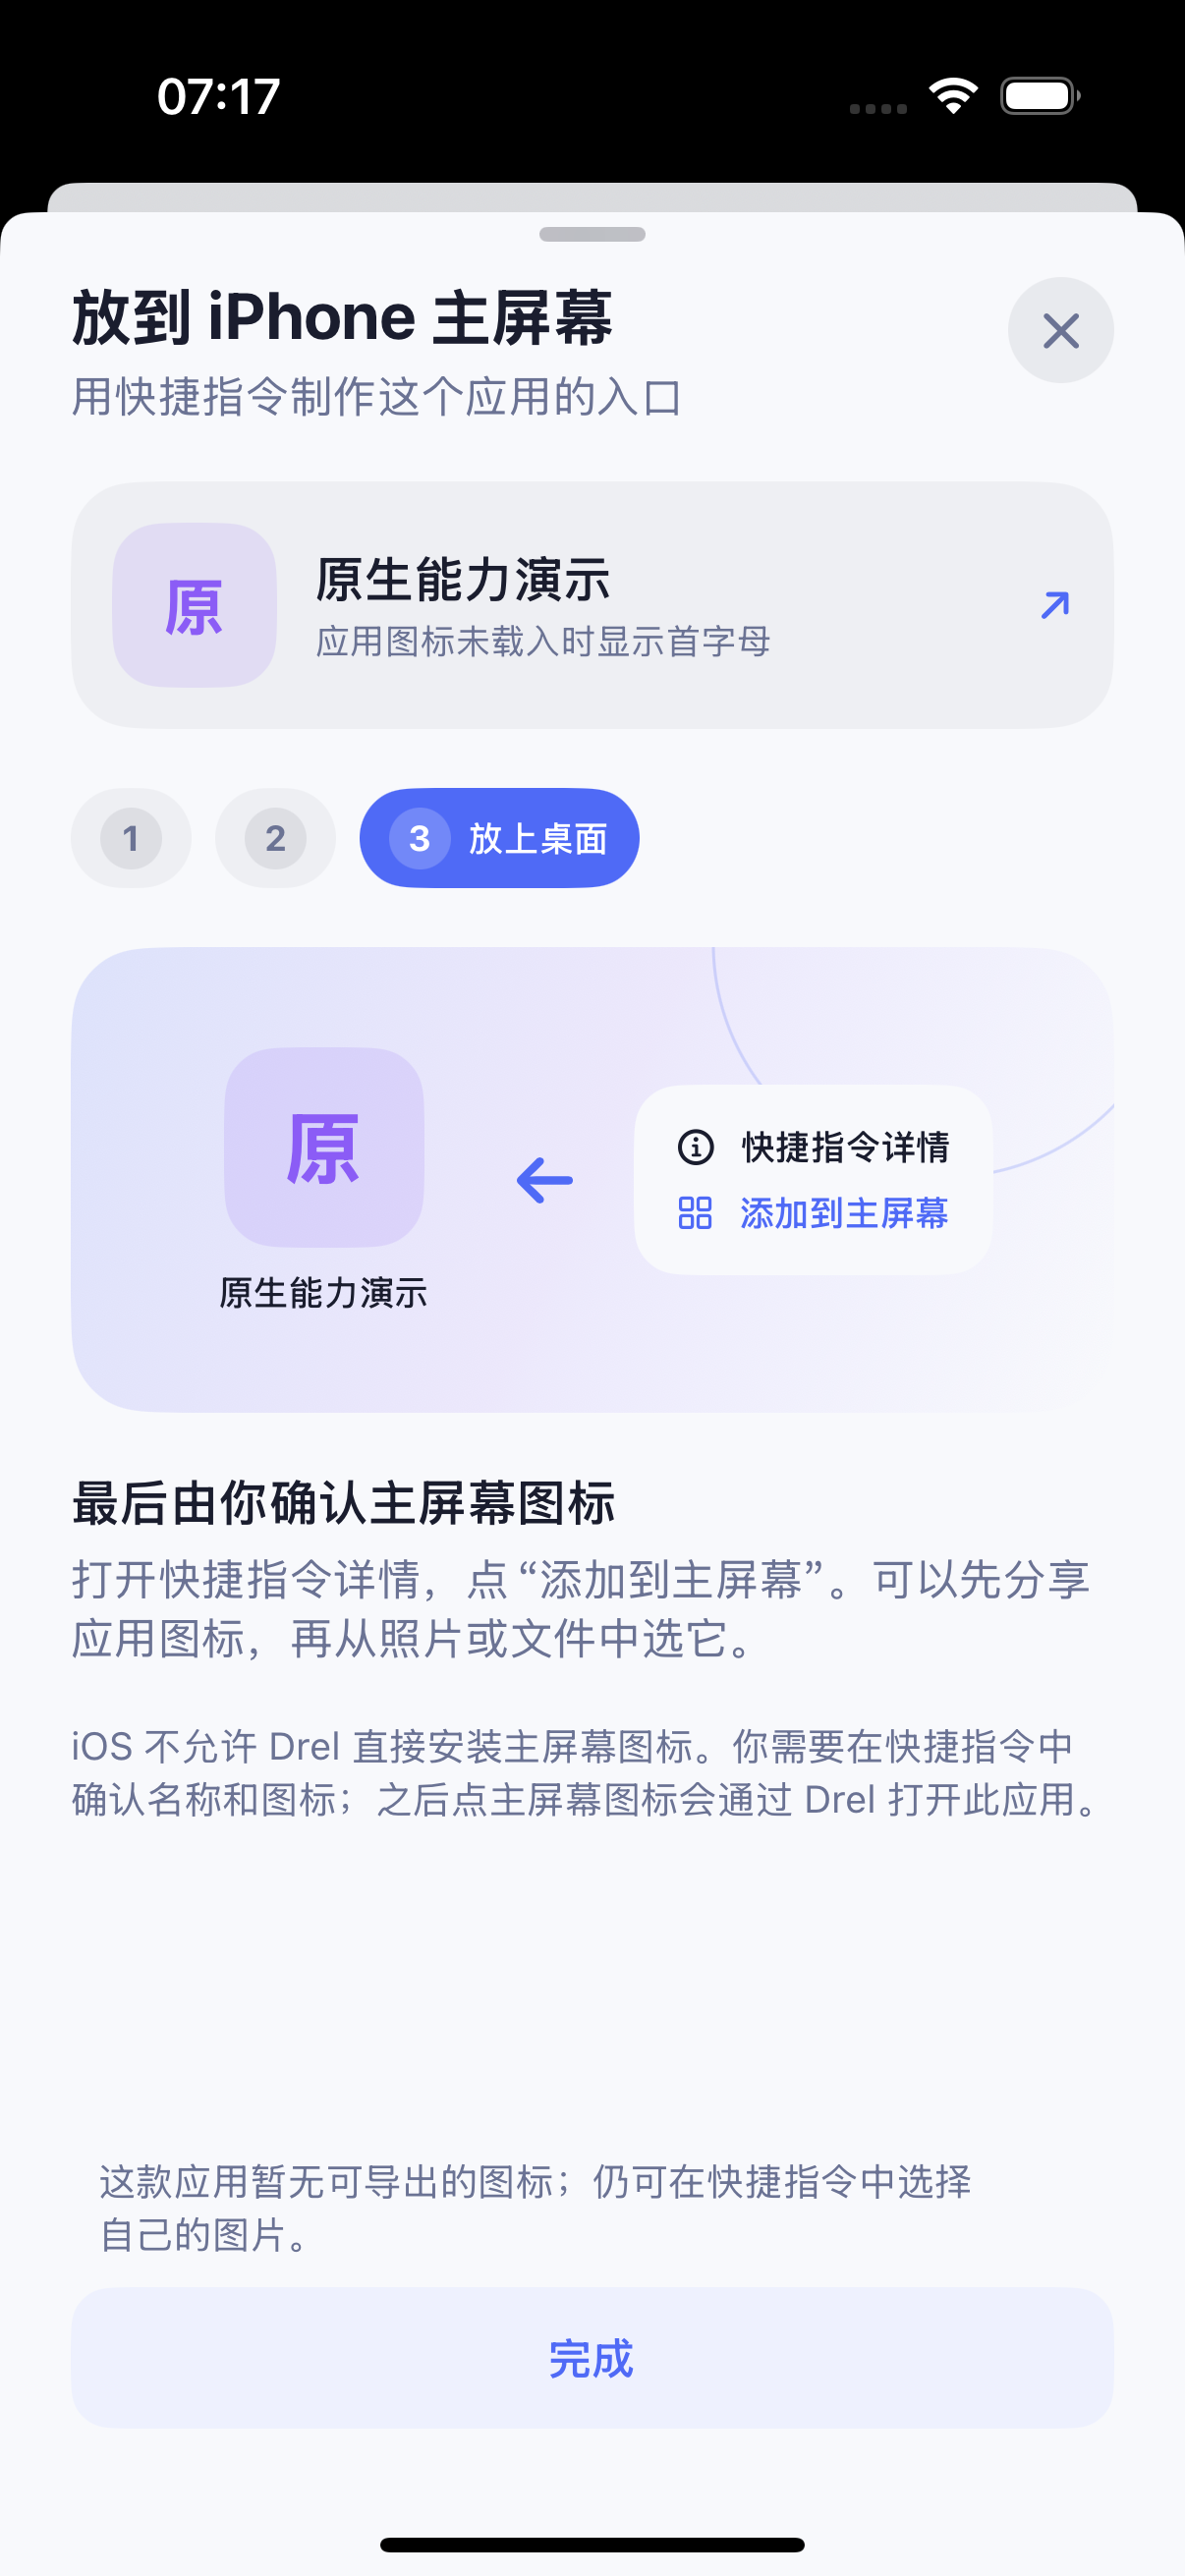 07:17
放到 iPhone 主屏幕
用快捷指令制作这个应用的入口
原
原生能力演示
应用图标未载入时显示首字母
1
2
3 放上桌面
原
原生能力演示
快捷指令详情
添加到主屏幕
最后由你确认主屏幕图标
打开快捷指令详情，点 “添加到主屏幕”。可以先分享
应用图标，再从照片或文件中选它。
iOS 不允许 Drel 直接安装主屏幕图标。你需要在快捷指令中
确认名称和图标；之后点主屏幕图标会通过 Drel 打开此应用。
这款应用暂无可导出的图标；仍可在快捷指令中选择
自己的图片。
完成